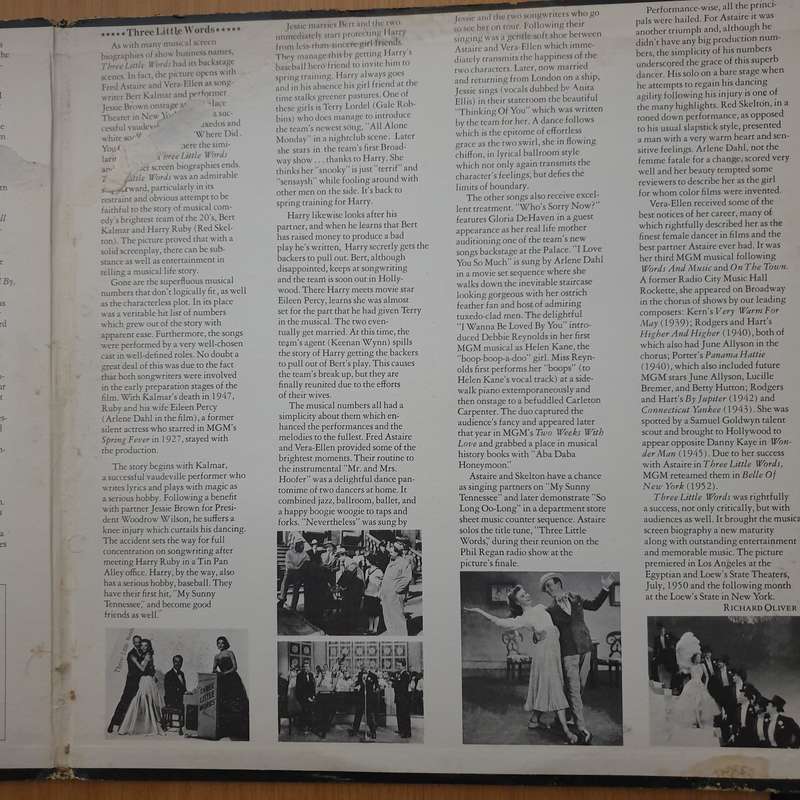 ★★★★★Three Little Words★★★★★
As with many musical screen
biographies of show business names,
Three Little Words had its backstage
scenes. In fact, the picture opens with
Fred Astaire and Vera-Ellen as song-
writer Bert Kalmar and performer
Jessie Brown onstage at
Theater in New York
cessful vaudeville tuxedos and
white "Where Did
You were the simi-
larit Three Little Words
and screen biographies ends.
Three Little Words was an admirable
particularly in its
restraint and obvious attempt to be
faithful to the story of musical com-
edy's brightest team of the 20's, Bert
Kalmar and Harry Ruby (Red Skel-
ton). The picture proved that with a
solid screenplay, there can be sub-
stance as well as entertainment in
telling a musical life story.
Gone are the superfluous musical
numbers that don't logically fit, as well
as the characterless plot. In its place
was a veritable hit list of numbers
which grew out of the story with
apparent ease. Furthermore, the songs
were performed by a very well-chosen
cast in well-defined roles. No doubt a
great deal of this was due to the fact
that both songwriters were involved
in the early preparation stages of the
film. With Kalmar's death in 1947,
Ruby and his wife Eileen Percy
(Arlene Dahl in the film), a former
silent actress who starred in MGM's
Spring Fever in 1927, stayed with
the production.
The story begins with Kalmar,
a successful vaudeville performer who
writes lyrics and plays with magic as
a serious hobby. Following a benefit
with partner Jessie Brown for Presi-
dent Woodrow Wilson, he suffers a
knee injury which curtails his dancing.
The accident sets the way for full
concentration on songwriting after
meeting Harry Ruby in a Tin Pan
Alley office. Harry, by the way, also
has a serious hobby, baseball. They
have their first hit, "My Sunny
Tennessee," and become good
friends as well."
THREE
LITTLE
WORDS
Jessie marries Bert and the two
immediately start protecting Harry
from less-than-sincere girl friends.
They manage this by getting Harry's
baseball hero friend to invite him to
spring training. Harry always goes
and in his absence his girl friend at the
time stalks greener pastures. One of
these girls is Terry Lordel (Gale Rob-
bins) who does manage to introduce
the team's newest song, "All Alone
Monday" in a nightclub scene. Later
she stars in the team's first Broad-
way show . . . thanks to Harry. She
thinks her "snooky" is just "terrif" and
"sensaysh" while fooling around with
other men on the side. It's back to
spring training for Harry.
Harry likewise looks after his
partner, and when he learns that Bert
has raised money to produce a bad
play he's written, Harry secretly gets the
backers to pull out. Bert, although
disappointed, keeps at songwriting
and the team is soon out in Holly-
wood. There Harry meets movie star
Eileen Percy, learns she was almost
set for the part that he had given Terry
in the musical. The two even-
tually get married. At this time, the
team's agent (Keenan Wynn) spills
the story of Harry getting the backers
to pull out of Bert's play. This causes
the team's break up, but they are
finally reunited due to the efforts
of their wives.
The musical numbers all had a
simplicity about them which en-
hanced the performances and the
melodies to the fullest. Fred Astaire
and Vera-Ellen provided some of the
brightest moments. Their routine to
the instrumental "Mr. and Mrs.
Hoofer" was a delightful dance pan-
tomime of two dancers at home. It
combined jazz, ballroom, ballet, and
a happy boogie woogie to taps and
forks. "Nevertheless" was sung by
Jessie and the two songwriters who go
to see her on tour. Following their
singing was a gentle soft shoe between
Astaire and Vera-Ellen which imme-
diately transmits the happiness of the
two characters. Later, now married
and returning from London on a ship,
Jessie sings (vocals dubbed by Anita
Ellis) in their stateroom the beautiful
"Thinking Of You" which was written
by the team for her. A dance follows
which is the epitome of effortless
grace as the two swirl, she in flowing
chiffon, in lyrical ballroom style
which not only again transmits the
character's feelings, but defies the
limits of boundary.
The other songs also receive excel-
lent treatment. "Who's Sorry Now?"
features Gloria DeHaven in a guest
appearance as her real life mother
auditioning one of the team's new
songs backstage at the Palace. "I Love
You So Much" is sung by Arlene Dahl
in a movie set sequence where she
walks down the inevitable staircase
looking gorgeous with her ostrich
feather fan and host of admiring
tuxedo-clad men. The delightful
"I Wanna Be Loved By You" intro-
duced Debbie Reynolds in her first
MGM musical as Helen Kane, the
"boop-boop-a-doo" girl. Miss Reyn-
olds first performs her "boops" (to
Helen Kane's vocal track) at a side-
walk piano extemporaneously and
then onstage to a befuddled Carleton
Carpenter. The duo captured the
audience's fancy and appeared later
that year in MGM's Two Weeks With
Love and grabbed a place in musical
history books with "Aba Daba
Honeymoon."
Astaire and Skelton have a chance
as singing partners on "My Sunny
Tennessee" and later demonstrate "So
Long Oo-Long" in a department store
sheet music counter sequence. Astaire
solos the title tune, "Three Little
Words," during their reunion on the
Phil Regan radio show at the
picture's finale.
Performance-wise, all the princi-
pals were hailed. For Astaire it was
another triumph and, although he
didn't have any big production num-
bers, the simplicity of his numbers
underscored the grace of this superb
dancer. His solo on a bare stage when
he attempts to regain his dancing
agility following his injury is one of
the many highlights. Red Skelton, in a
toned down performance, as opposed
to his usual slapstick style, presented
a man with a very warm heart and sen-
sitive feelings. Arlene Dahl, not the
femme fatale for a change, scored very
well and her beauty tempted some
reviewers to describe her as the girl
for whom color films were invented.
Vera-Ellen received some of the
best notices of her career, many of
which rightfully described her as the
finest female dancer in films and the
best partner Astaire ever had. It was
her third MGM musical following
Words And Music and On The Town.
A former Radio City Music Hall
Rockette, she appeared on Broadway
in the chorus of shows by our leading
composers: Kern's Very Warm For
May (1939); Rodgers and Hart's
Higher And Higher (1940), both of
which also had June Allyson in the
chorus; Porter's Panama Hattie
(1940), which also included future
MGM stars June Allyson, Lucille
Bremer, and Betty Hutton; Rodgers
and Hart's By Jupiter (1942) and
Connecticut Yankee (1943). She was
spotted by a Samuel Goldwyn talent
scout and brought to Hollywood to
appear opposite Danny Kaye in Won-
der Man (1945). Due to her success
with Astaire in Three Little Words,
MGM reteamed them in Belle Of
New York (1952).
Three Little Words was rightfully
a success, not only critically, but with
audiences as well. It brought the musical
screen biography a new maturity
along with outstanding entertainment
and memorable music. The picture
premiered in Los Angeles at the
Egyptian and Loew's State Theaters,
July, 1950 and the following month
at the Loew's State in New York.
RICHARD OLIVER